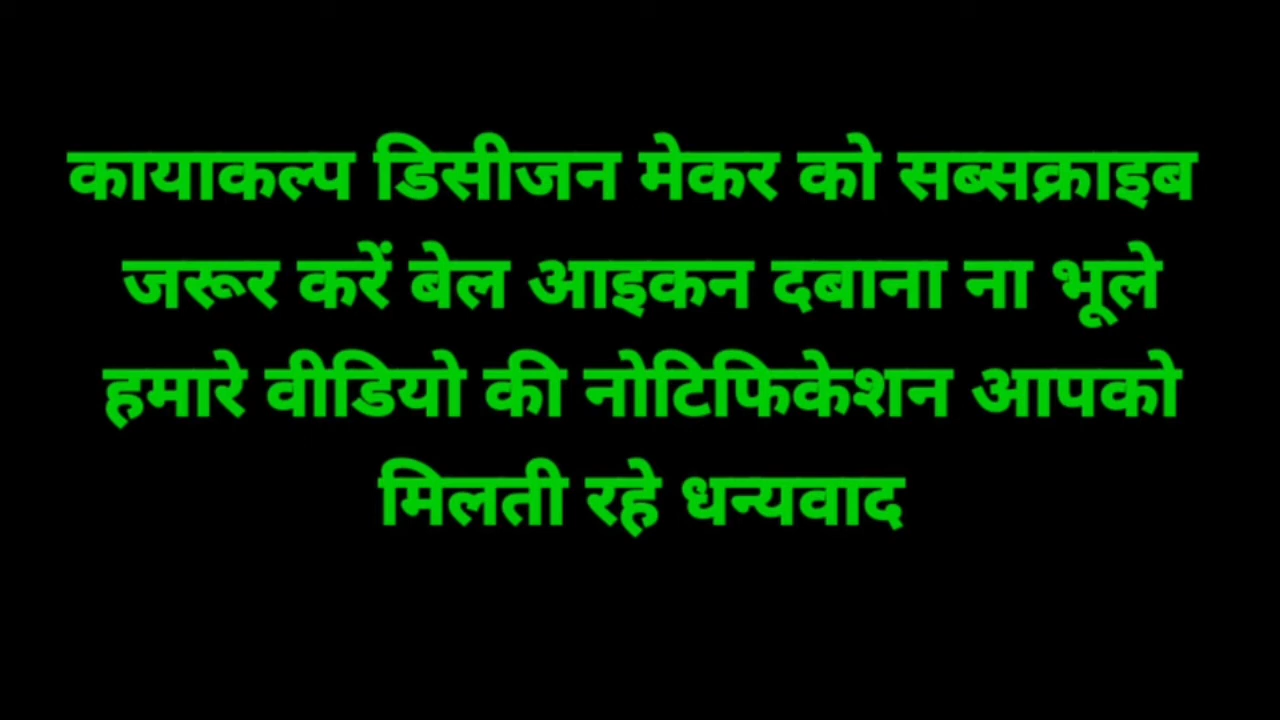 कायाकल्प डिसीजन मेकर को सब्सक्राइब
जरूर करें बेल आइकन दबाना ना भूले
हमारे वीडियो की नोटिफिकेशन आपको
मिलती रहे धन्यवाद